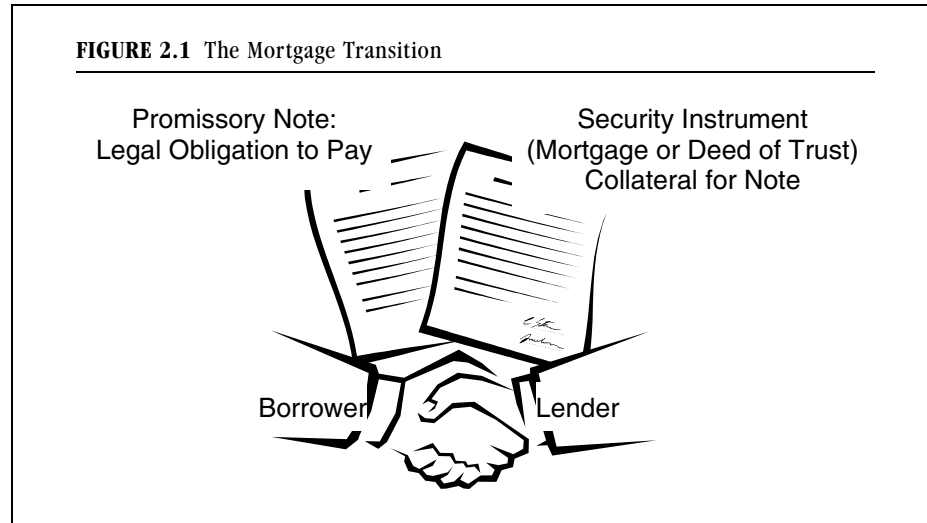 FIGURE 2.1 The Mortgage Transition
Promissory Note:
Legal Obligation to Pay
Security Instrument
(Mortgage or Deed of Trust)
Collateral for Note
Borrower
Lender